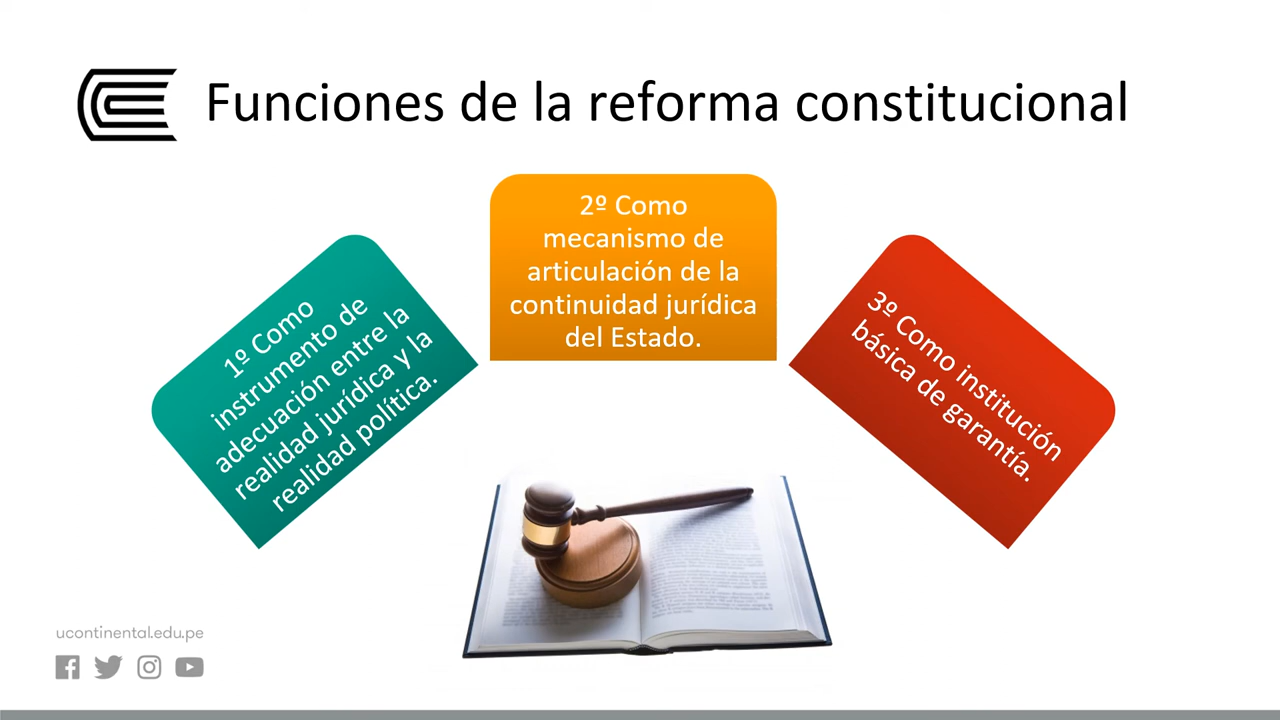 Funciones de la reforma constitucional
1º Como
instrumento de
adecuación entre la
realidad jurídica y la
realidad política.
2º Como
mecanismo de
articulación de la
continuidad jurídica
del Estado.
3º Como institución
básica de garantía.
ucontinental.edu.pe